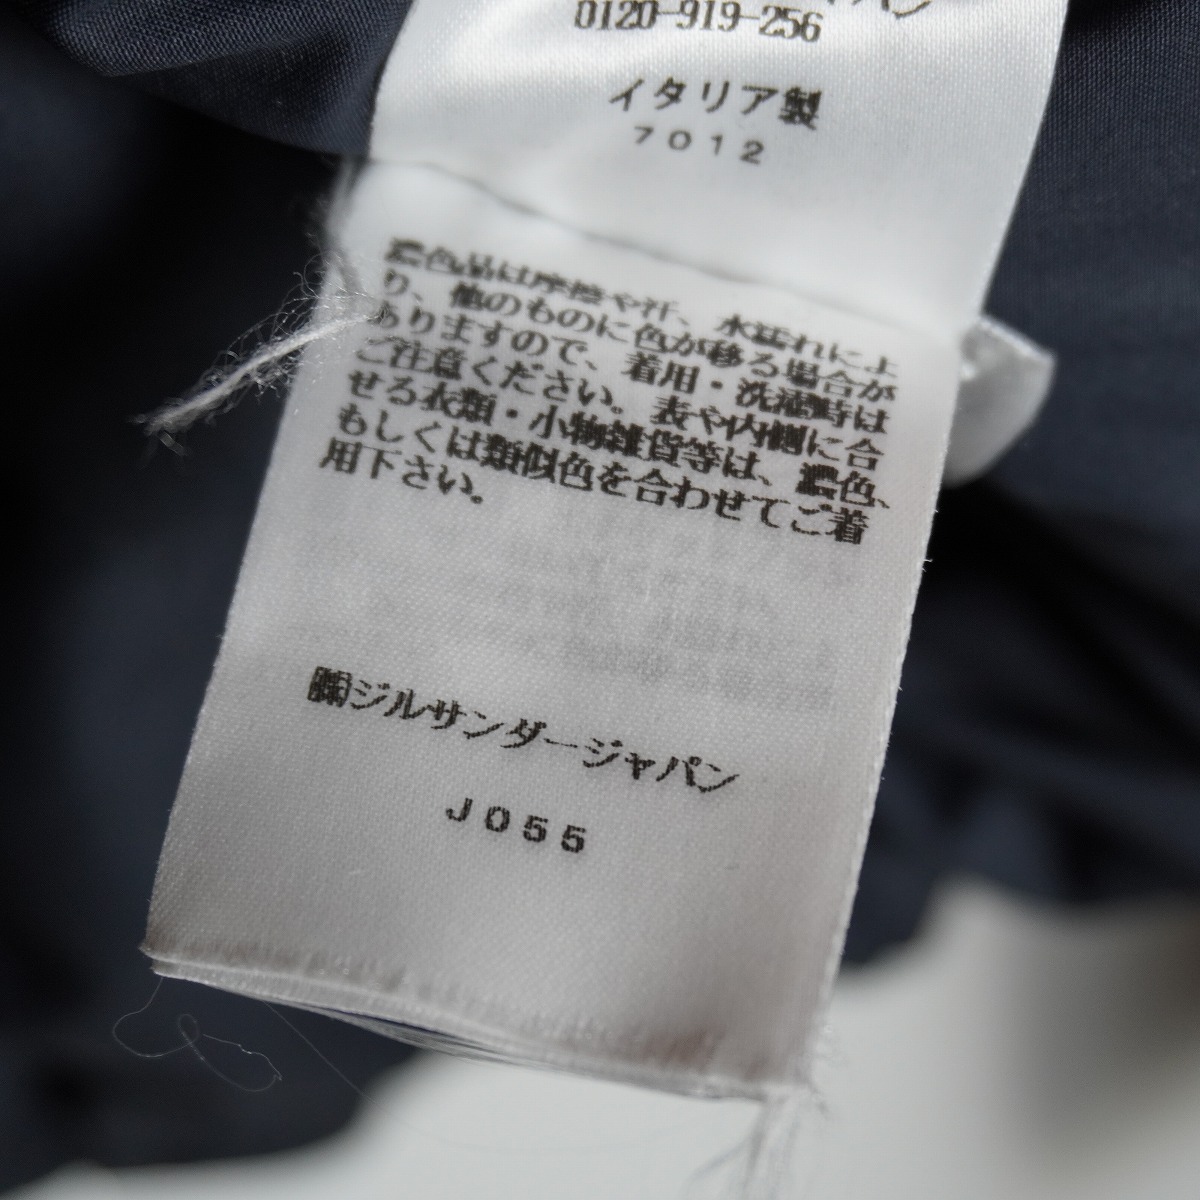 ャパン
0120-919-256
イタリア製
7012
濃色品は摩擦や汗、水濡れによ
り、他のものに色が移る場合が
ありますので、着用・洗濯時は
ご注意ください。表や内側に合
せる衣類・小物雑貨等は、濃色、
もしくは類似色を合わせてご着
用下さい。
㈱ジルサンダージャパン
J055